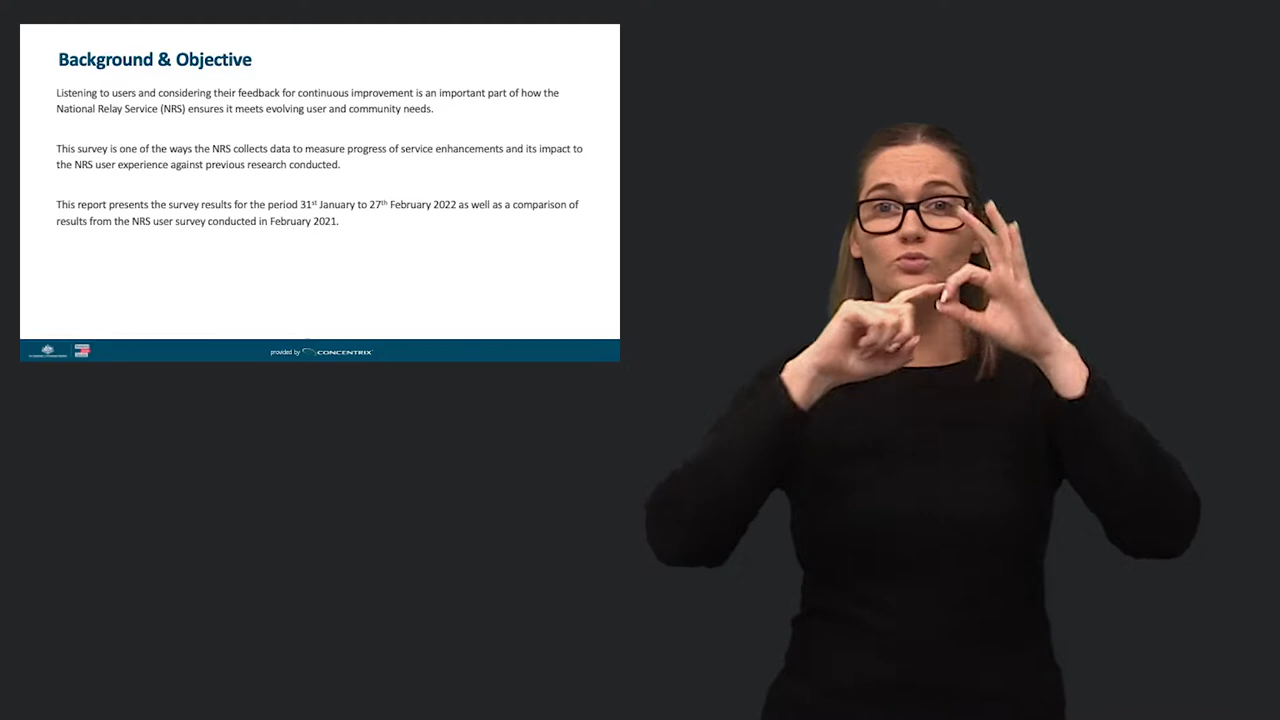 Background & Objective
Listening to users and considering their feedback for continuous improvement is an important part of how the
National Relay Service (NRS) ensures it meets evolving user and community needs.
This survey is one of the ways the NRS collects data to measure progress of service enhancements and its impact to
the NRS user experience against previous research conducted.
This report presents the survey results for the period 31st January to 27th February 2022 as well as a comparison of
results from the NRS user survey conducted in February 2021.
provided by CONCENTRIX